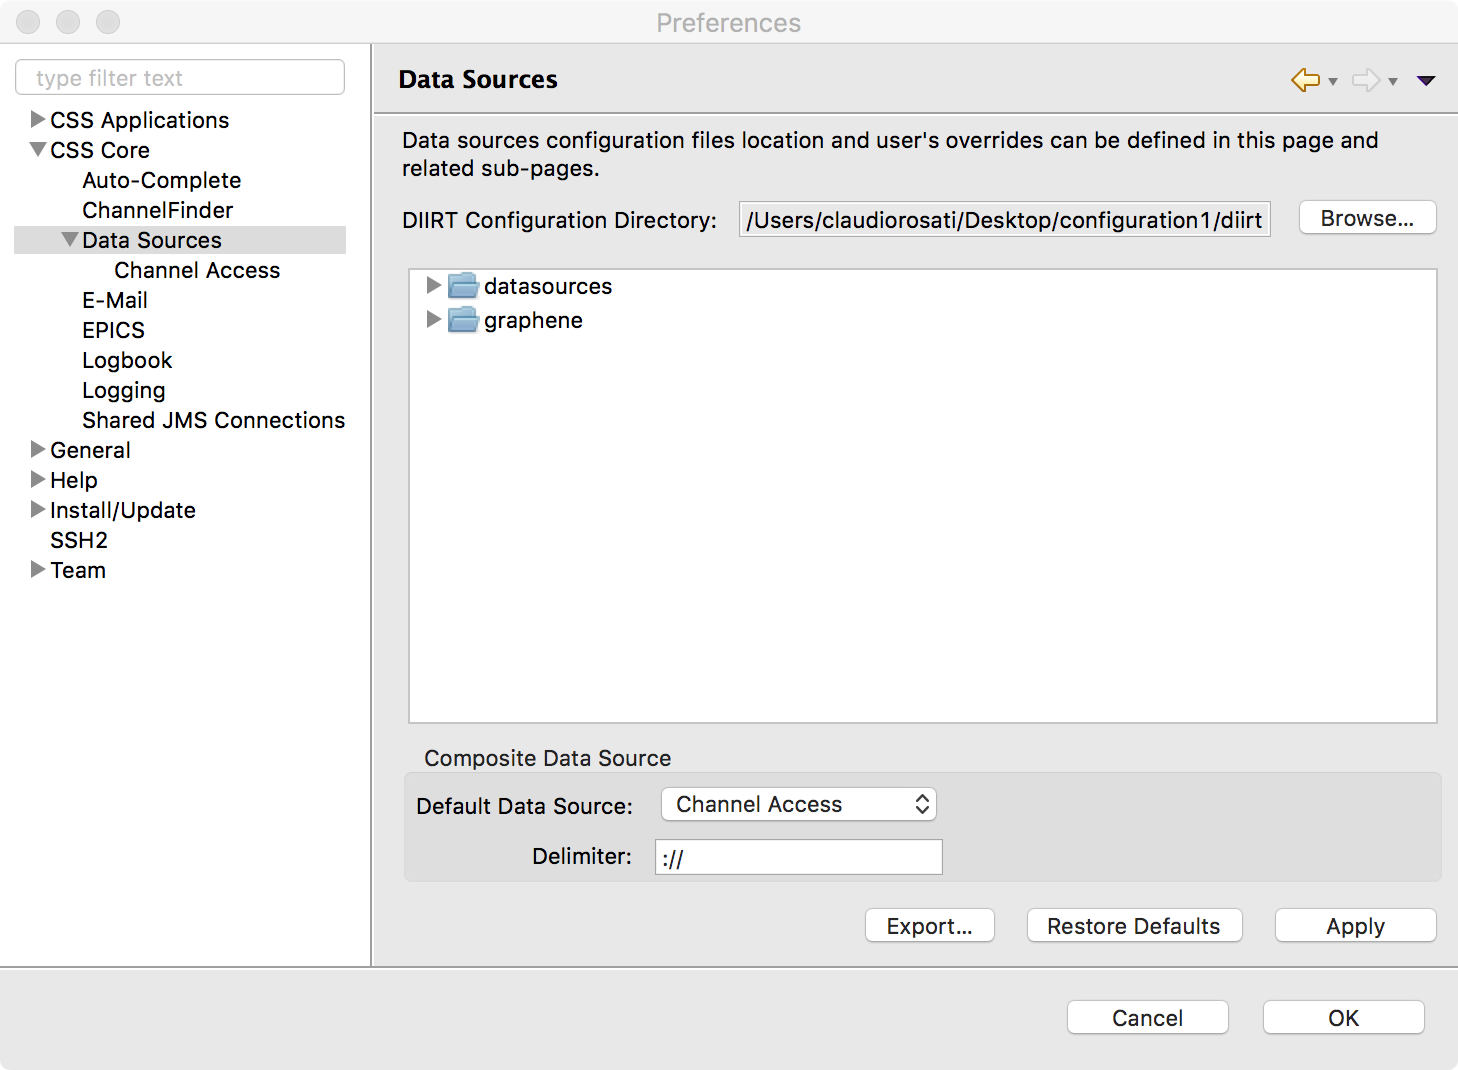 Preferences
type filter text
CSS Applications
CSS Core
Auto-Complete
ChannelFinder
Data Sources
Channel Access
E-Mail
EPICS
Logbook
Logging
Shared JMS Connections
General
Help
Install/Update
SSH2
Team
Data Sources
Data sources configuration files location and user's overrides can be defined in this page and
related sub-pages.
DIIRT Configuration Directory: /Users/claudiorosati/Desktop/configuration1/diirt Browse...
datasources
graphene
Composite Data Source
Default Data Source: Channel Access
Delimiter: ://
Export... Restore Defaults Apply
Cancel OK